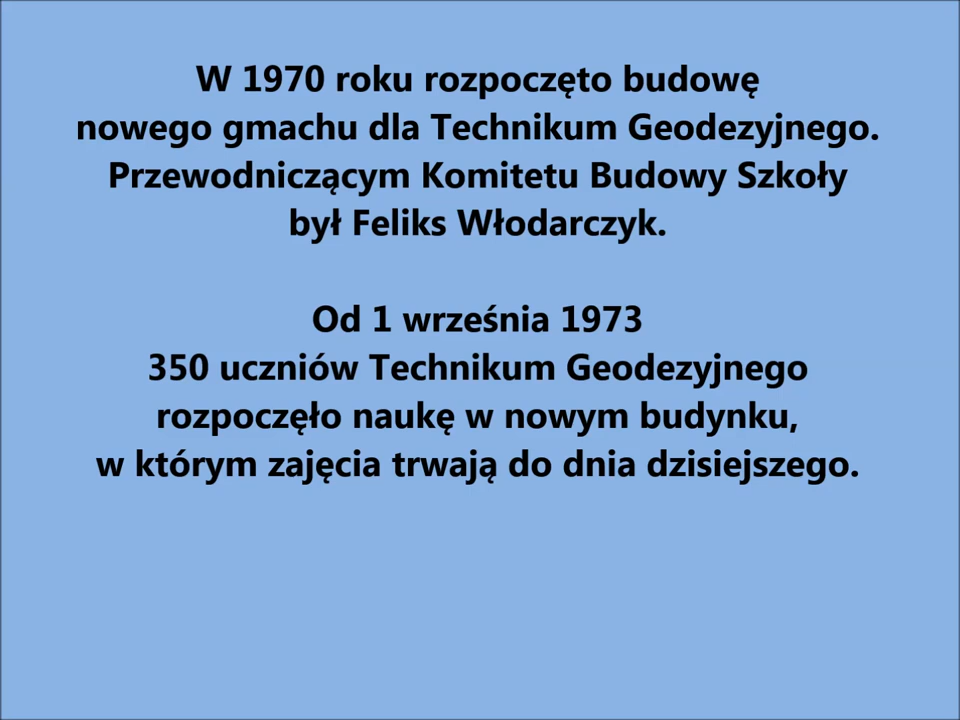 W 1970 roku rozpoczęto budowę
nowego gmachu dla Technikum Geodezyjnego.
Przewodniczącym Komitetu Budowy Szkoły
był Feliks Włodarczyk.
Od 1 września 1973
350 uczniów Technikum Geodezyjnego
rozpoczęło naukę w nowym budynku,
w którym zajęcia trwają do dnia dzisiejszego.